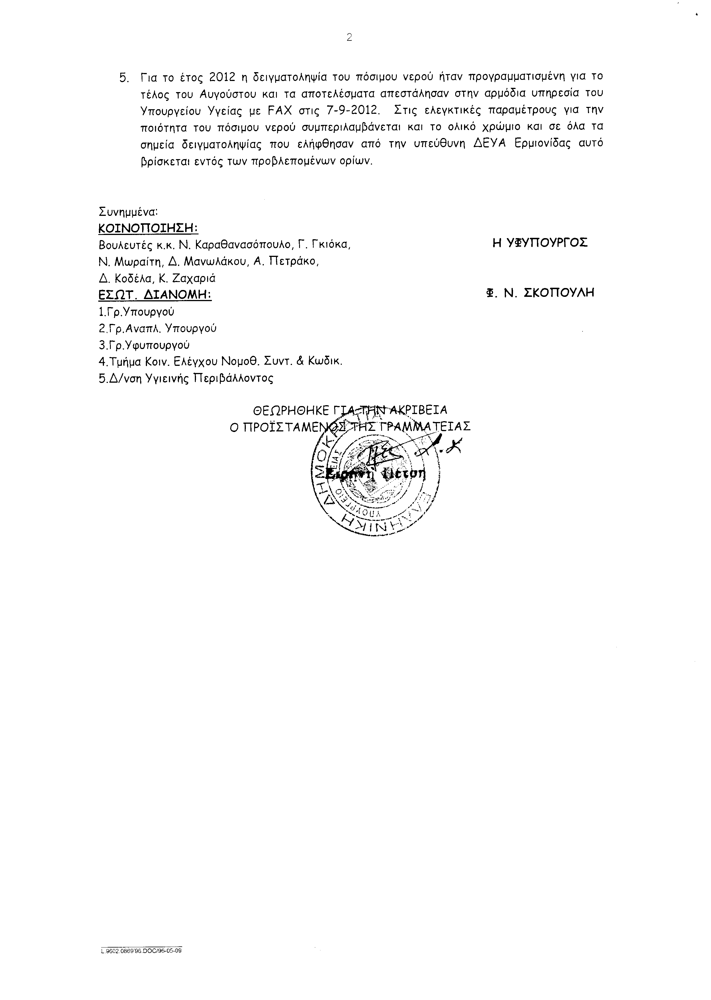 2
5. Για το έτος 2012 η δειγματοληψία του πόσιμου νερού ήταν προγραμματισμένη για το
τέλος του Αυγούστου και τα αποτελέσματα απεστάλησαν στην αρμόδια υπηρεσία του
Υπουργείου Υγείας με FAX στις 7-9-2012. Στις ελεγκτικές παραμέτρους για την
ποιότητα του πόσιμου νερού συμπεριλαμβάνεται και το ολικό χρώμιο και σε όλα τα
σημεία δειγματοληψίας που ελήφθησαν από την υπεύθυνη ΔΕΥΑ Ερμιονίδας αυτό
βρίσκεται εντός των προβλεπομένων ορίων.
Συνημμένα:
ΚΟΙΝΟΠΟΙΗΣΗ:
Βουλευτές κ.κ. Ν. Καραθανασόπουλο, Γ. Γκιόκα,
Ν. Μωραίτη, Δ. Μανωλάκου, Α. Πετράκο,
Δ. Κοδέλα, Κ. Ζαχαριά
ΕΣΩΤ. ΔΙΑΝΟΜΗ:
1.Γρ.Υπουργού
2.Γρ.Αναπλ. Υπουργού
3.Γρ.Υφυπουργού
4.Τμήμα Κοιν. Ελέγχου Νομοθ. Συντ. & Κωδικ.
5.Δ/νση Υγιεινής Περιβάλλοντος
Η ΥΦΥΠΟΥΡΓΟΣ
Φ. Ν. ΣΚΟΠΟΥΛΗ
ΘΕΩΡΗΘΗΚΕ ΓΙΑ ΤΗΝ ΑΚΡΙΒΕΙΑ
Ο ΠΡΟΪΣΤΑΜΕΝΟΣ ΤΗΣ ΓΡΑΜΜΑΤΕΙΑΣ
Ειρήνη Πέτση
ΕΛΛΗΝΙΚΗ ΔΗΜΟΚΡΑΤΙΑ
ΥΠΟΥΡΓΕΙΟ
L.9602.0869'96.DOC/96-05-09